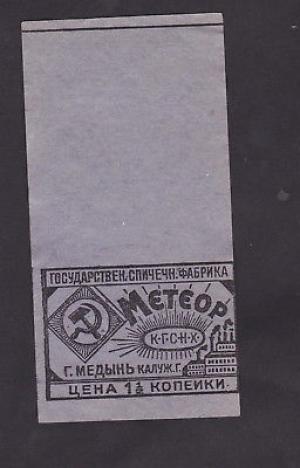 ГОСУДАРСТВЕН. СПИЧЕЧН. ФАБРИКА
МЕТЕОР
К·Г·С·Н·Х·
Г. МЕДЫНЬ КАЛУЖ. Г.
ЦЕНА 1½ КОПЕЙКИ.